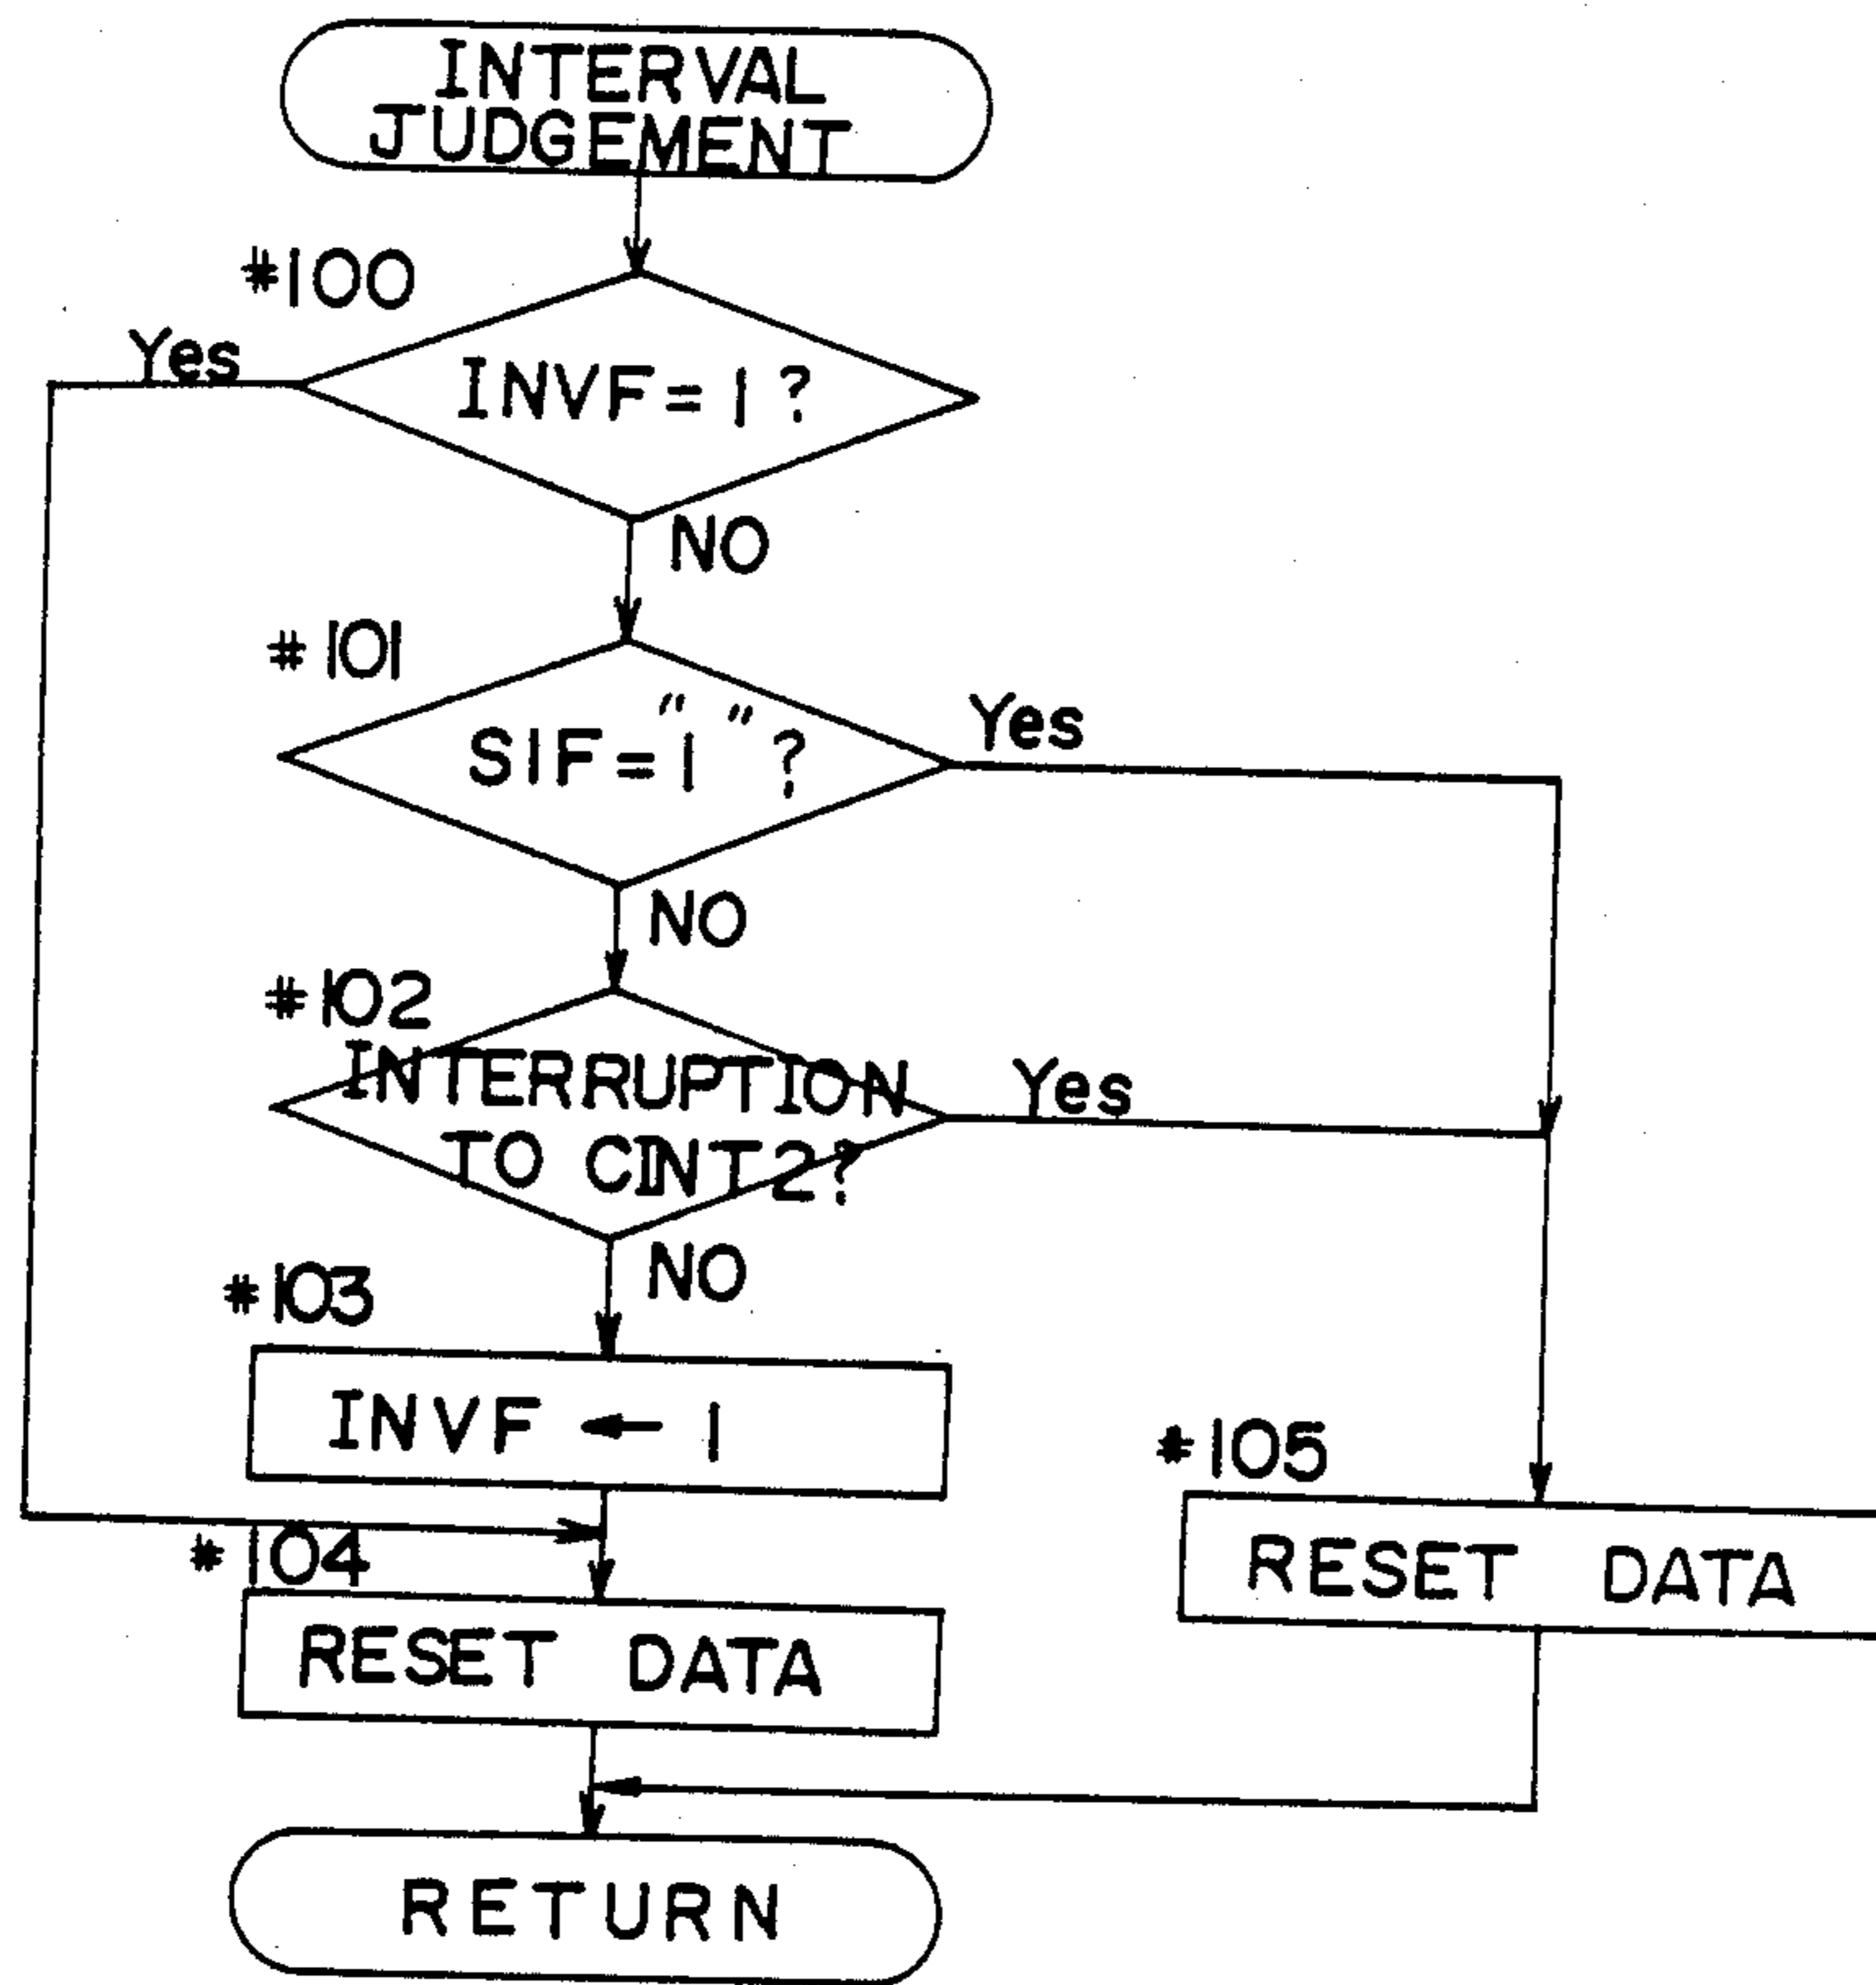 INTERVAL
JUDGEMENT
#100
Yes
INVF=1?
NO
#101
SIF="1"?
Yes
NO
#102
INTERRUPTION
TO CINT2?
Yes
NO
#103
INVF ← 1
#104
RESET DATA
#105
RESET DATA
RETURN